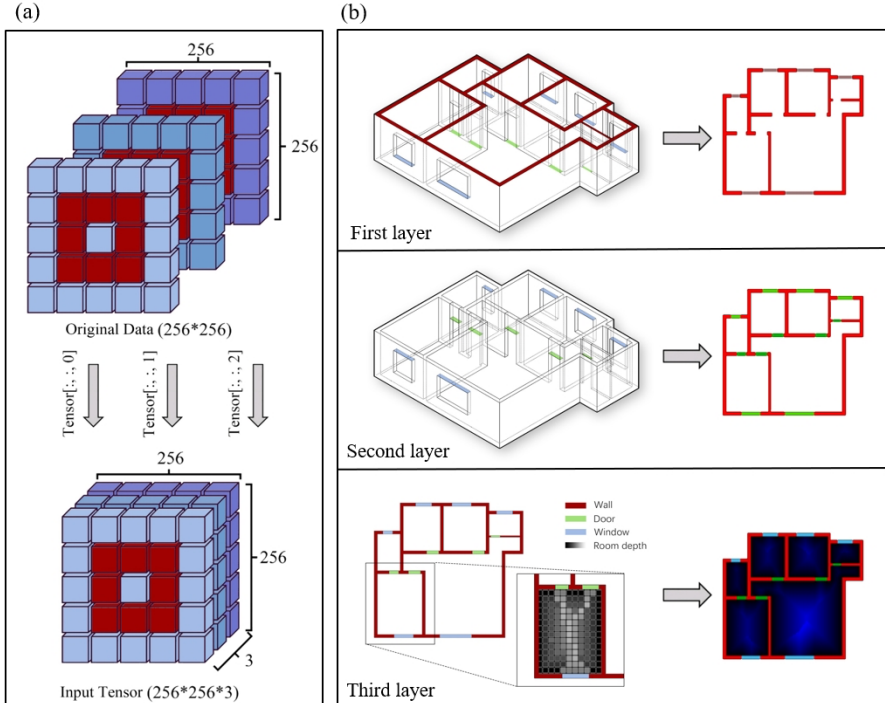 (a)
256
256
Original Data (256*256)
Tensor[:, :, 0]
Tensor[:, :, 1]
Tensor[:, :, 2]
256
256
3
Input Tensor (256*256*3)
(b)
First layer
Second layer
Wall
Door
Window
Room depth
Third layer